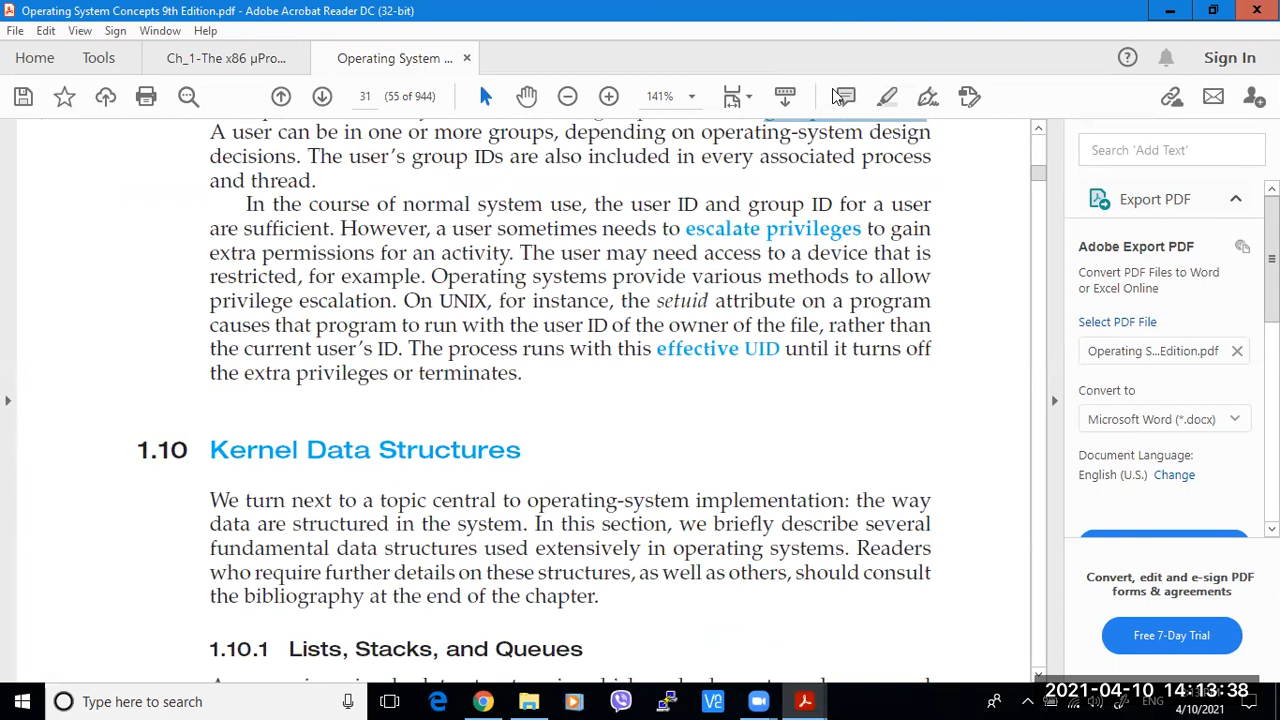 Operating System Concepts 9th Edition.pdf - Adobe Acrobat Reader DC (32-bit)
File Edit View Sign Window Help
Home Tools Ch_1-The x86 µPro... Operating System ... × Sign In
31 (55 of 944) 141%
A user can be in one or more groups, depending on operating-system design
decisions. The user's group IDs are also included in every associated process
and thread.
In the course of normal system use, the user ID and group ID for a user
are sufficient. However, a user sometimes needs to escalate privileges to gain
extra permissions for an activity. The user may need access to a device that is
restricted, for example. Operating systems provide various methods to allow
privilege escalation. On UNIX, for instance, the setuid attribute on a program
causes that program to run with the user ID of the owner of the file, rather than
the current user's ID. The process runs with this effective UID until it turns off
the extra privileges or terminates.
1.10 Kernel Data Structures
We turn next to a topic central to operating-system implementation: the way
data are structured in the system. In this section, we briefly describe several
fundamental data structures used extensively in operating systems. Readers
who require further details on these structures, as well as others, should consult
the bibliography at the end of the chapter.
1.10.1 Lists, Stacks, and Queues
Search 'Add Text'
Export PDF
Adobe Export PDF
Convert PDF Files to Word
or Excel Online
Select PDF File
Operating S...Edition.pdf
Convert to
Microsoft Word (*.docx)
Document Language:
English (U.S.) Change
Convert, edit and e-sign PDF
forms & agreements
Free 7-Day Trial
Type here to search
ENG
2021-04-10 14:13:38
4/10/2021